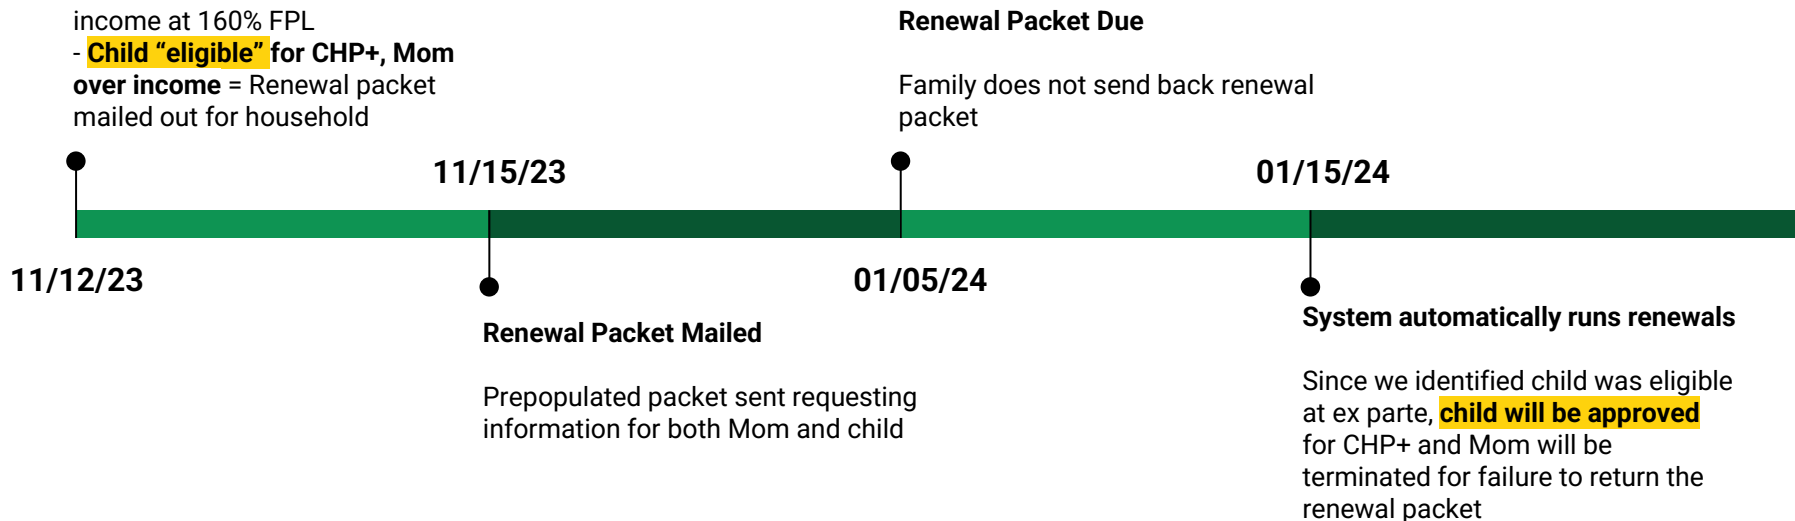 income at 160% FPL
- Child “eligible” for CHP+, Mom
over income = Renewal packet
mailed out for household
11/12/23
11/15/23
Renewal Packet Mailed
Prepopulated packet sent requesting
information for both Mom and child
Renewal Packet Due
Family does not send back renewal
packet
01/05/24
01/15/24
System automatically runs renewals
Since we identified child was eligible
at ex parte, child will be approved
for CHP+ and Mom will be
terminated for failure to return the
renewal packet